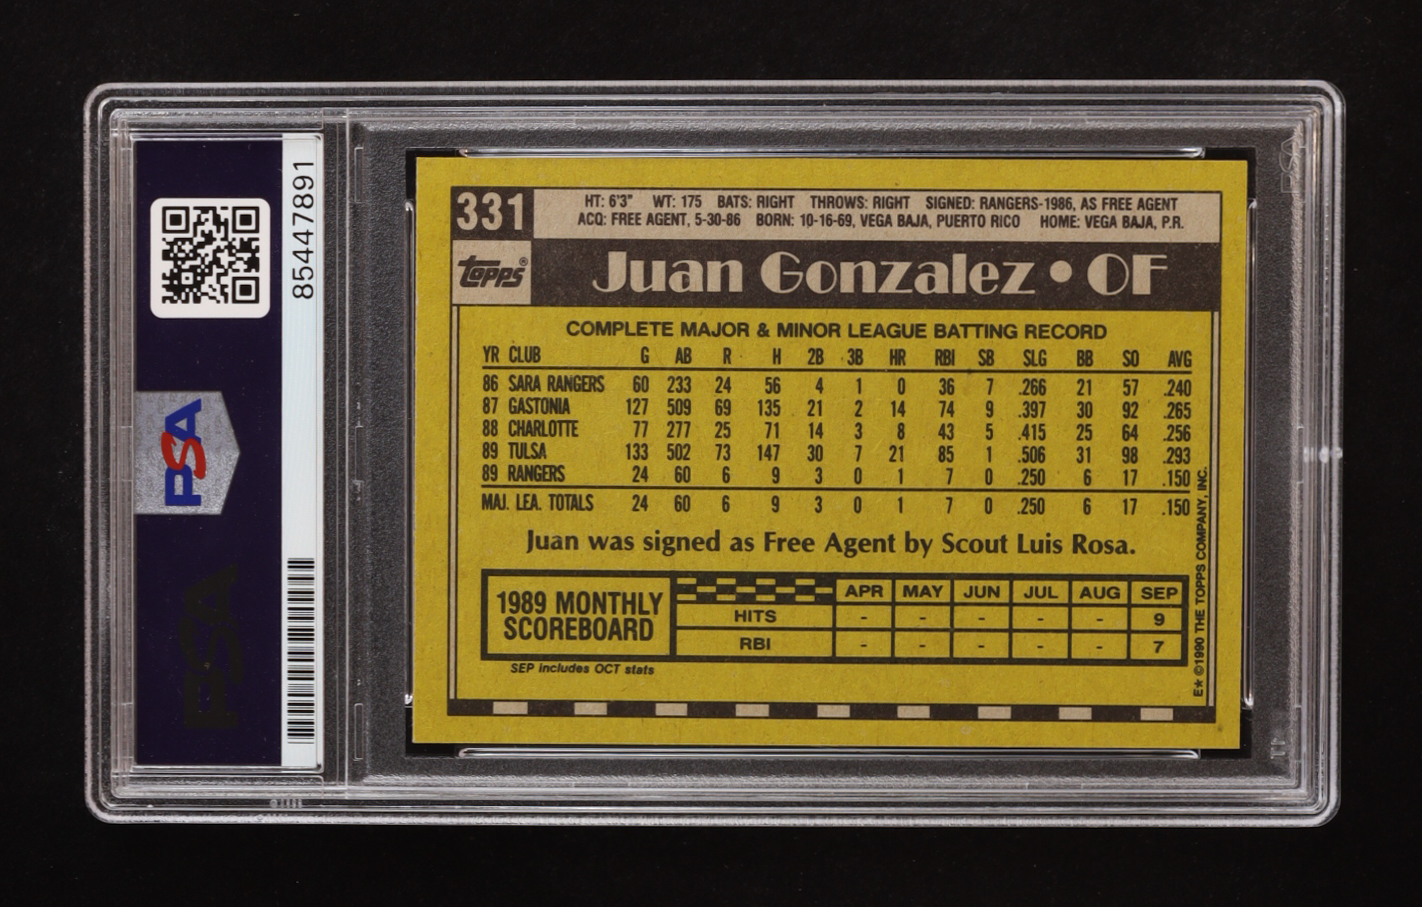 331
HT: 6'3" WT: 175 BATS: RIGHT THROWS: RIGHT SIGNED: RANGERS-1986, AS FREE AGENT
ACQ: FREE AGENT, 5-30-86 BORN: 10-16-69, VEGA BAJA, PUERTO RICO HOME: VEGA BAJA, P.R.
topps®
Juan Gonzalez • OF
COMPLETE MAJOR & MINOR LEAGUE BATTING RECORD
YR CLUB G AB R H 2B 3B HR RBI SB SLG BB SO AVG
86 SARA RANGERS 60 233 24 56 4 1 0 36 7 .266 21 57 .240
87 GASTONIA 127 509 69 135 21 2 14 74 9 .397 30 92 .265
88 CHARLOTTE 77 277 25 71 14 3 8 43 5 .415 25 64 .256
89 TULSA 133 502 73 147 30 7 21 85 1 .506 31 98 .293
89 RANGERS 24 60 6 9 3 0 1 7 0 .250 6 17 .150
MAJ. LEA. TOTALS 24 60 6 9 3 0 1 7 0 .250 6 17 .150
Juan was signed as Free Agent by Scout Luis Rosa.
1989 MONTHLY
SCOREBOARD
APR MAY JUN JUL AUG SEP
HITS - - - - - 9
RBI - - - - - 7
SEP includes OCT stats
E★ ©1990 THE TOPPS COMPANY, INC.
85447891
PSA
PSA
PSA